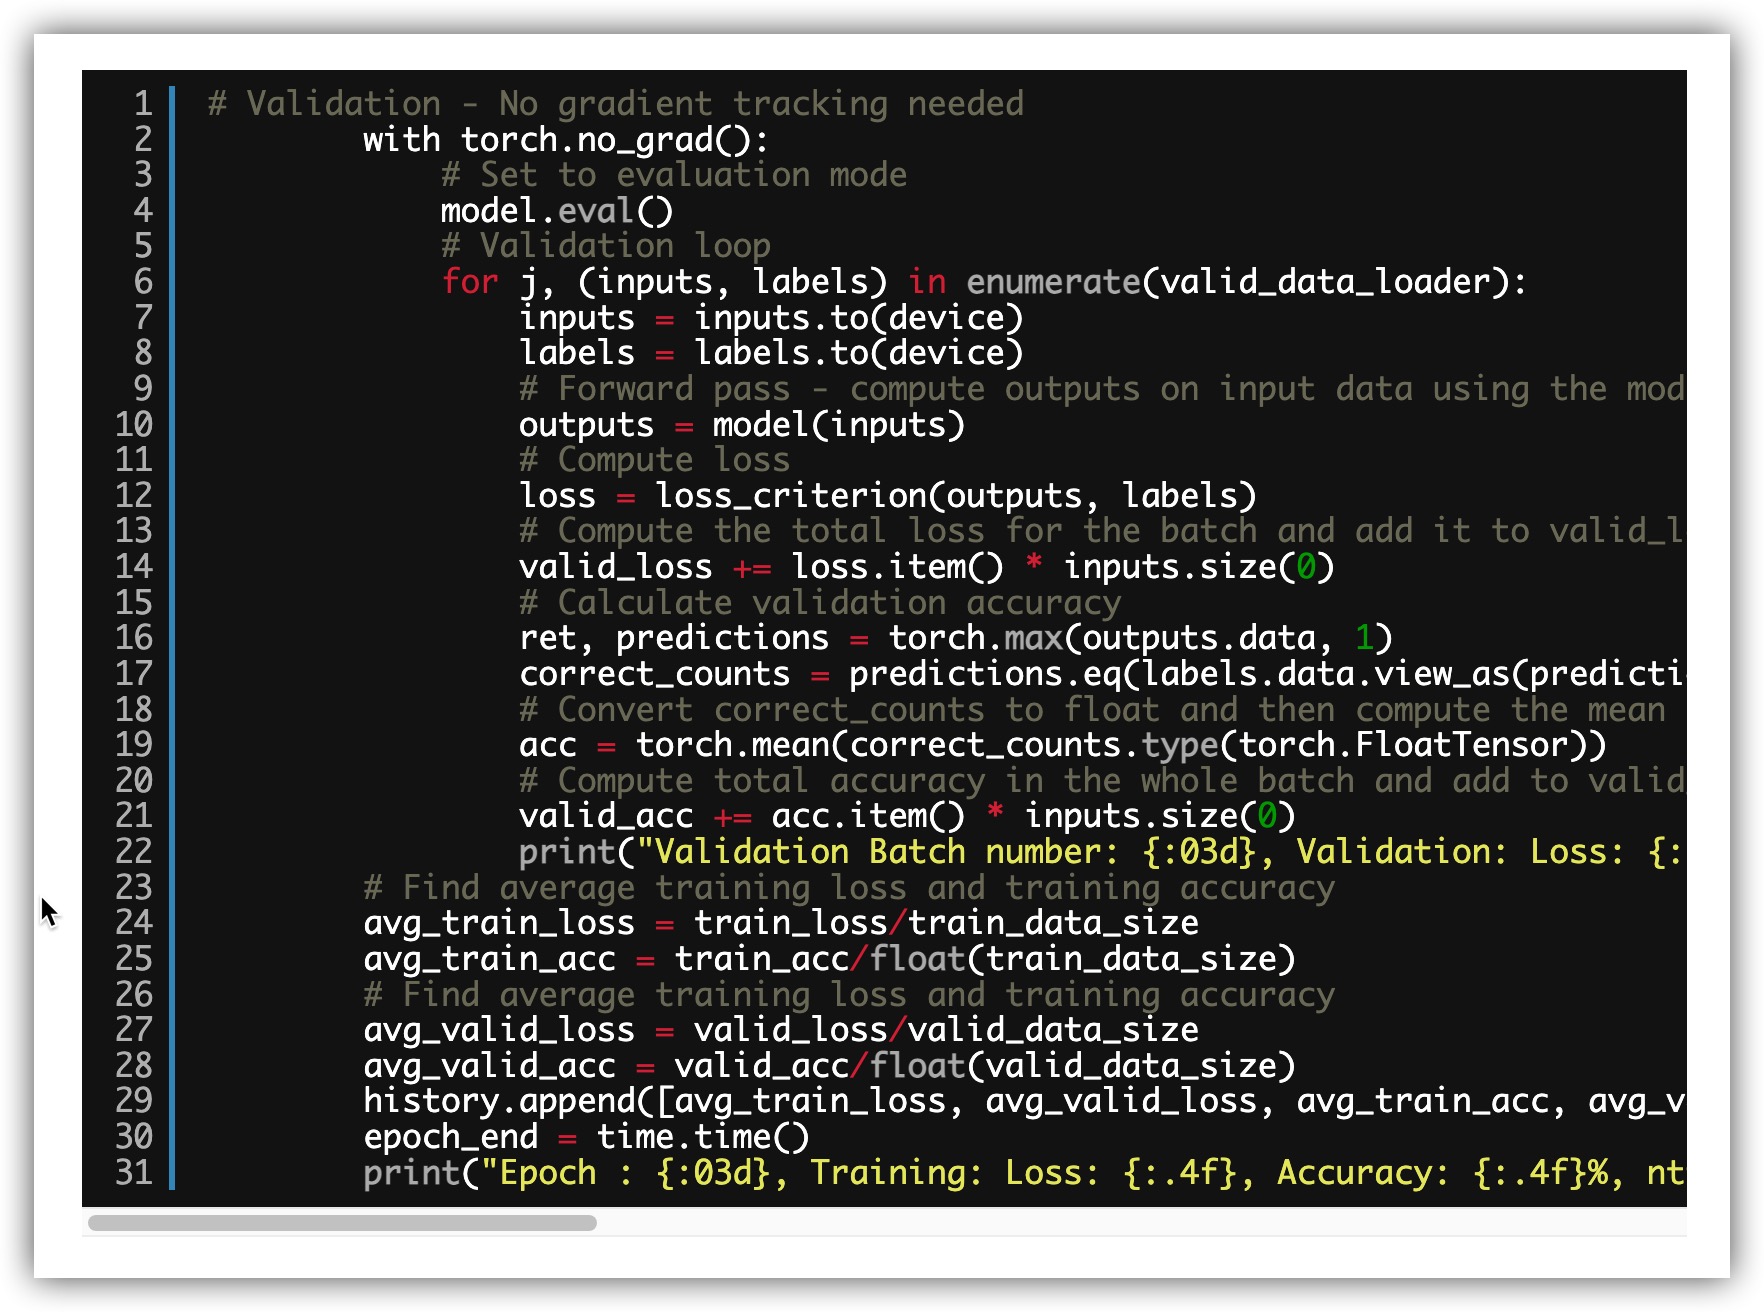 1 # Validation - No gradient tracking needed
2 with torch.no_grad():
3 # Set to evaluation mode
4 model.eval()
5 # Validation loop
6 for j, (inputs, labels) in enumerate(valid_data_loader):
7 inputs = inputs.to(device)
8 labels = labels.to(device)
9 # Forward pass - compute outputs on input data using the mod
10 outputs = model(inputs)
11 # Compute loss
12 loss = loss_criterion(outputs, labels)
13 # Compute the total loss for the batch and add it to valid_l
14 valid_loss += loss.item() * inputs.size(0)
15 # Calculate validation accuracy
16 ret, predictions = torch.max(outputs.data, 1)
17 correct_counts = predictions.eq(labels.data.view_as(predicti
18 # Convert correct_counts to float and then compute the mean
19 acc = torch.mean(correct_counts.type(torch.FloatTensor))
20 # Compute total accuracy in the whole batch and add to valid_
21 valid_acc += acc.item() * inputs.size(0)
22 print("Validation Batch number: {:03d}, Validation: Loss: {:
23 # Find average training loss and training accuracy
24 avg_train_loss = train_loss/train_data_size
25 avg_train_acc = train_acc/float(train_data_size)
26 # Find average training loss and training accuracy
27 avg_valid_loss = valid_loss/valid_data_size
28 avg_valid_acc = valid_acc/float(valid_data_size)
29 history.append([avg_train_loss, avg_valid_loss, avg_train_acc, avg_v
30 epoch_end = time.time()
31 print("Epoch : {:03d}, Training: Loss: {:.4f}, Accuracy: {:.4f}%, nt